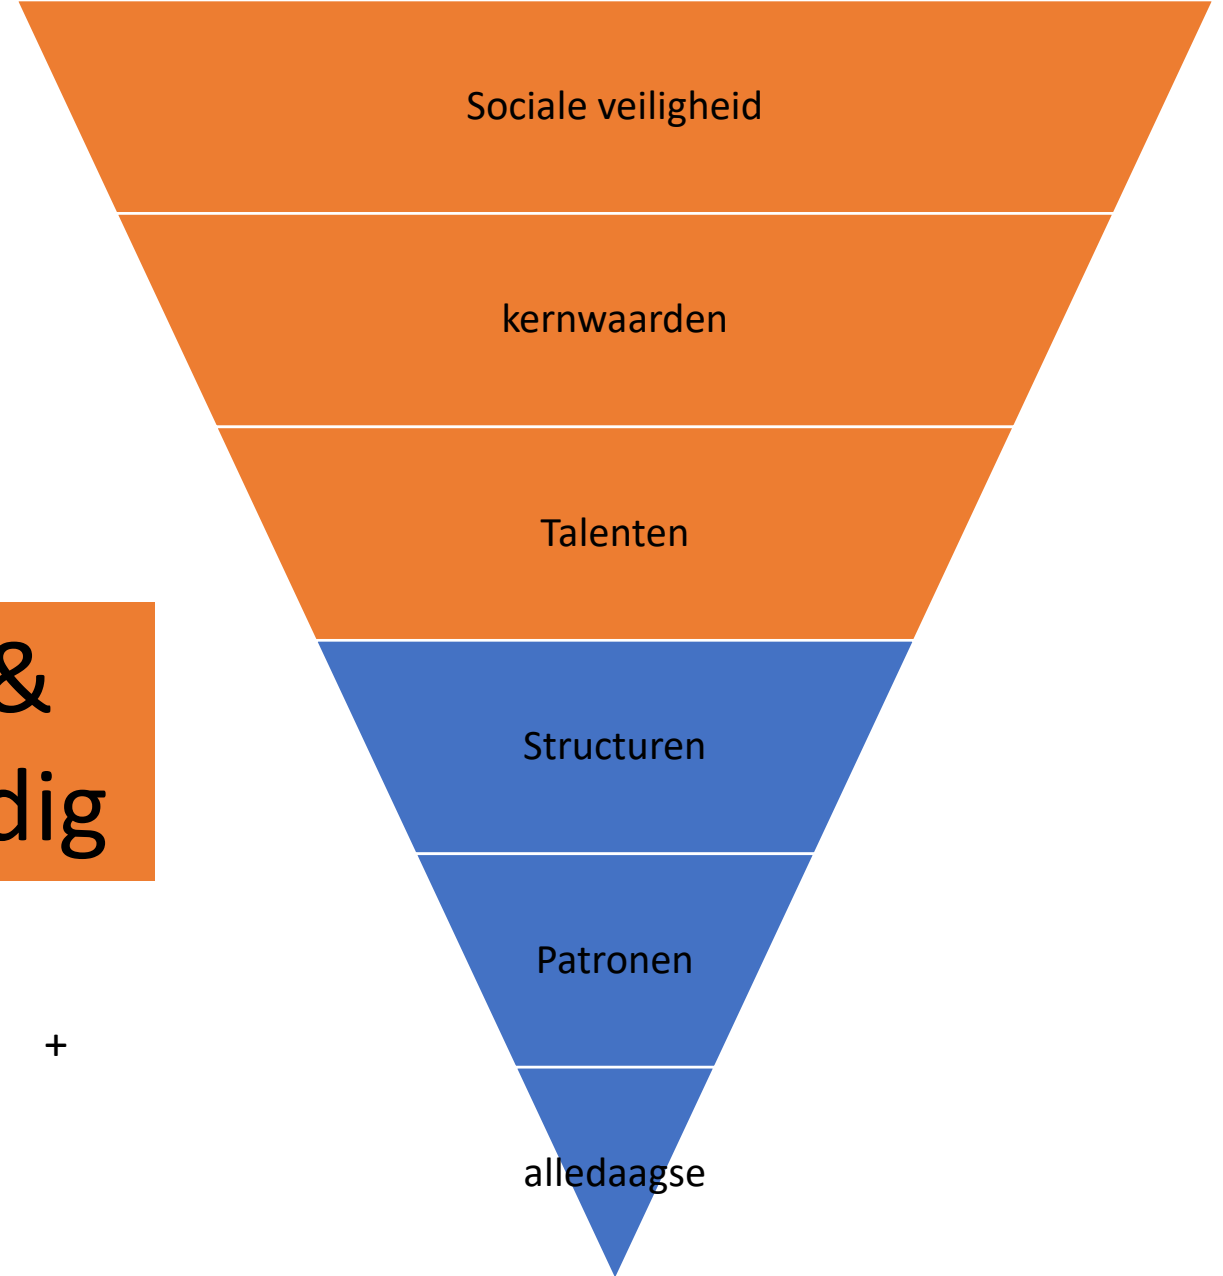 Sociale veiligheid
kernwaarden
Talenten
&
dig
Structuren
Patronen
+
alledaagse